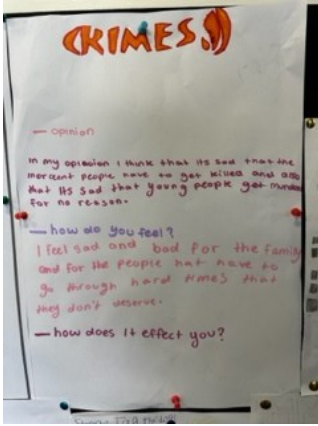 CRIMES!
— opinion
In my opinion I think that its sad that the
inocent people have to get killed and also
that its sad that young people get murded
for no reason.
— how do you feel?
I feel sad and bad for the family
and for the people hat have to
go through hard times that
they don't deserve.
— how does it effect you?